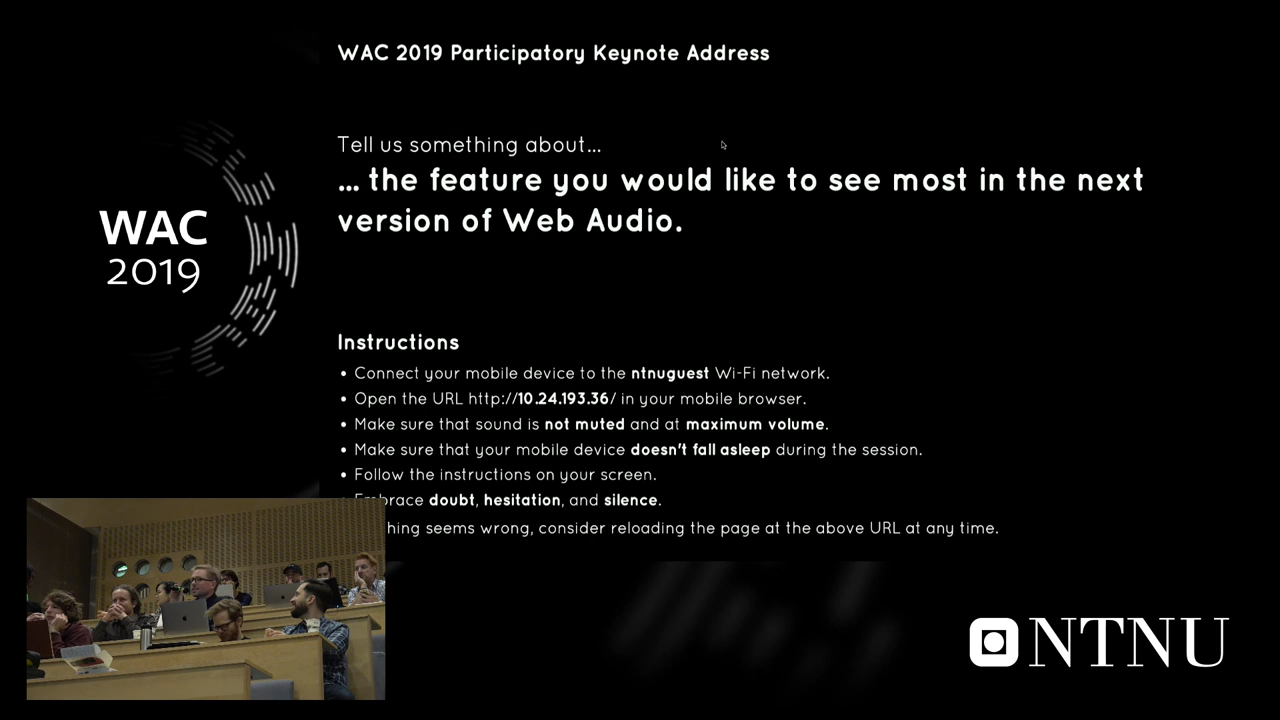 WAC 2019 Participatory Keynote Address
Tell us something about...
... the feature you would like to see most in the next
version of Web Audio.
WAC
2019
Instructions
• Connect your mobile device to the ntnuguest Wi-Fi network.
• Open the URL http://10.24.193.36/ in your mobile browser.
• Make sure that sound is not muted and at maximum volume.
• Make sure that your mobile device doesn't fall asleep during the session.
• Follow the instructions on your screen.
• Embrace doubt, hesitation, and silence.
seems wrong, consider reloading the page at the above URL at any time.
NTNU